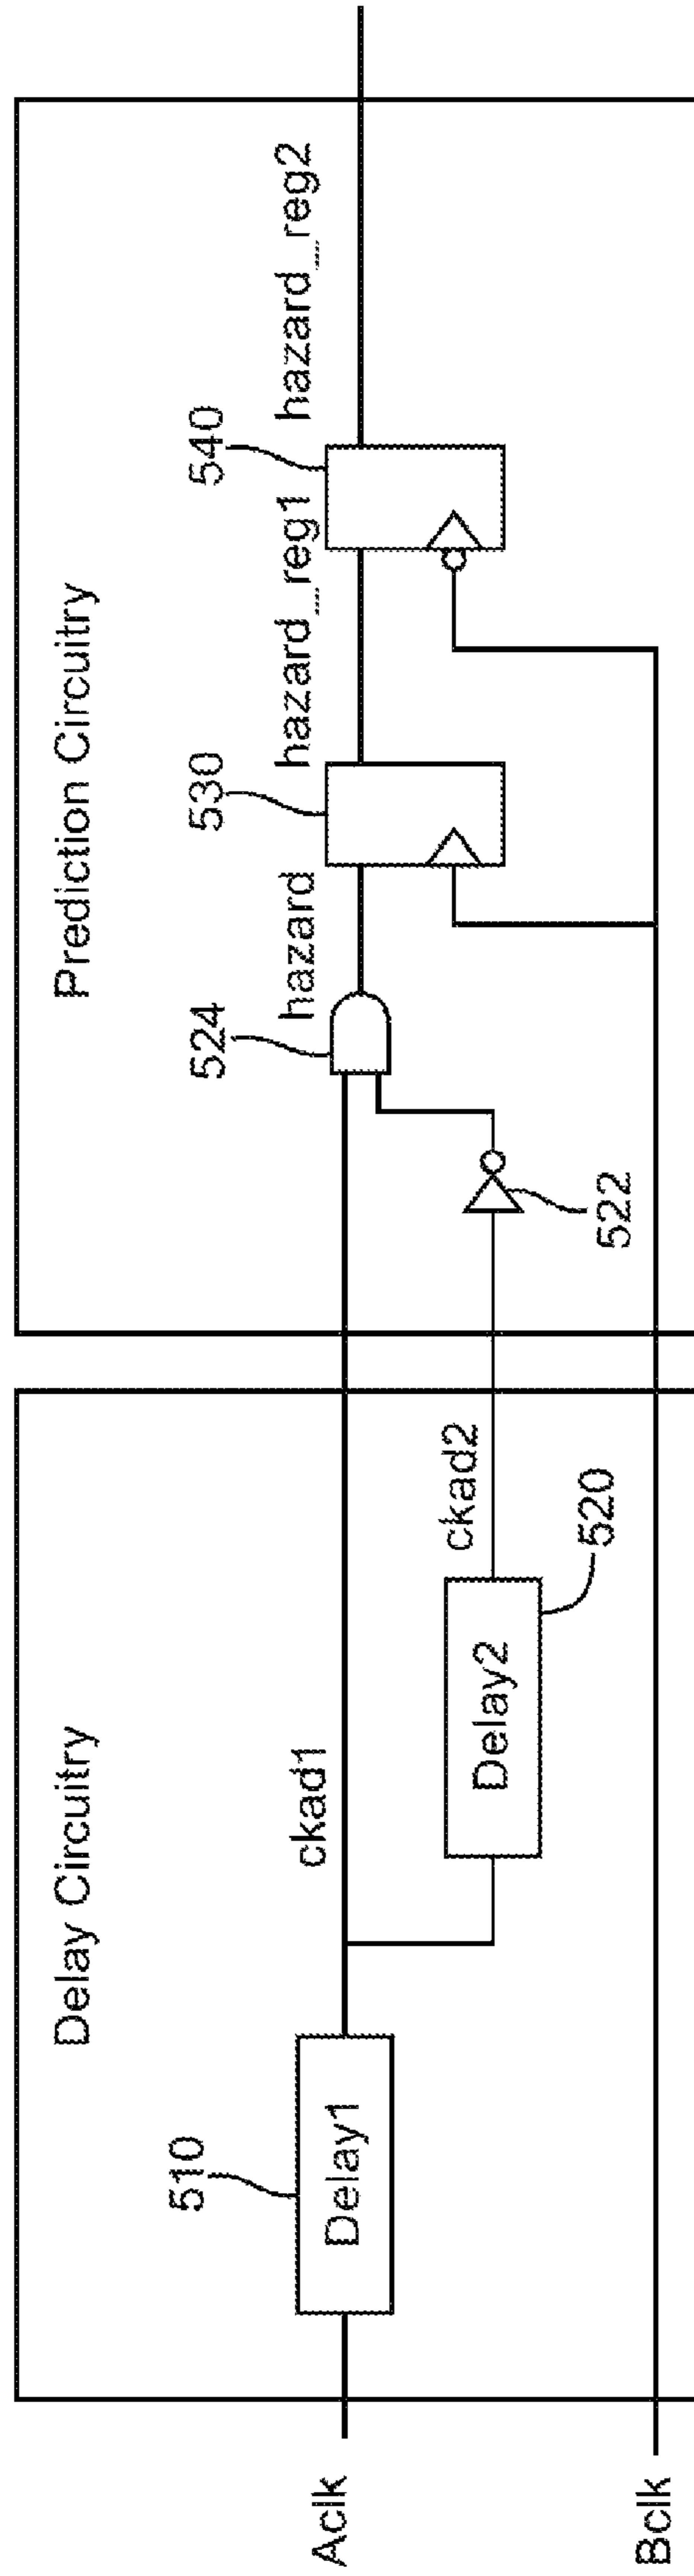 Delay Circuitry
Prediction Circuitry
510
Delay1
ckad1
Delay2
ckad2
520
522
524
hazard
530
hazard_reg1
540
hazard_reg2
Aclk
Bclk